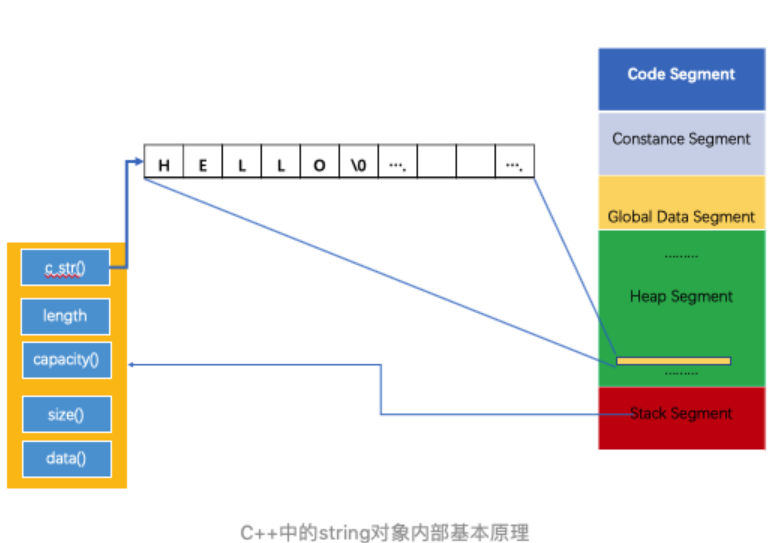 Code Segment
Constance Segment
Global Data Segment
.........
Heap Segment
.........
Stack Segment
H E L L O \0 .... ....
c_str()
length
capacity()
size()
data()
C++中的string对象内部基本原理